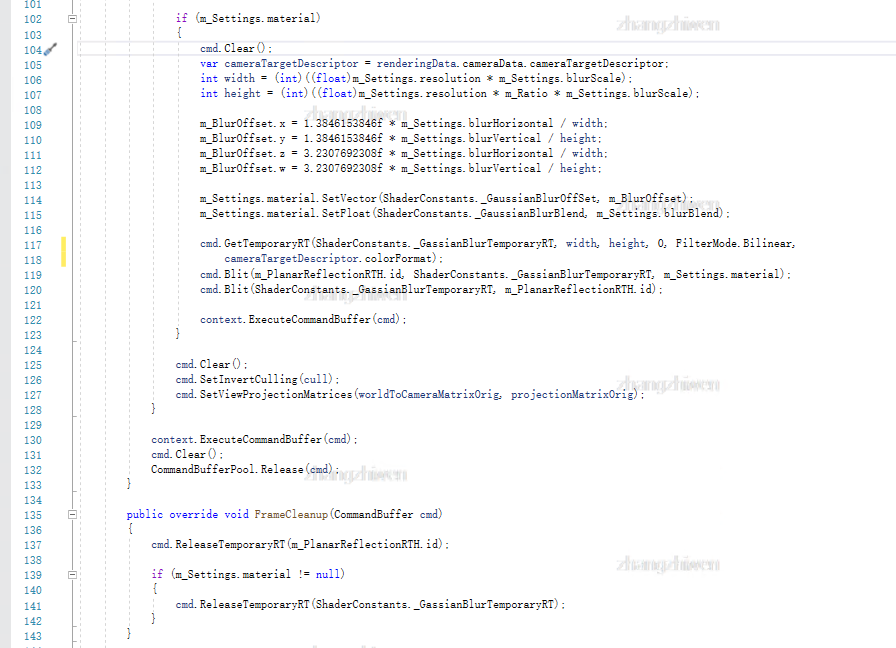 101
102 if (m_Settings.material)
103 {
104 cmd.Clear();
105 var cameraTargetDescriptor = renderingData.cameraData.cameraTargetDescriptor;
106 int width = (int)((float)m_Settings.resolution * m_Settings.blurScale);
107 int height = (int)((float)m_Settings.resolution * m_Ratio * m_Settings.blurScale);
108
109 m_BlurOffset.x = 1.3846153846f * m_Settings.blurHorizontal / width;
110 m_BlurOffset.y = 1.3846153846f * m_Settings.blurVertical / height;
111 m_BlurOffset.z = 3.2307692308f * m_Settings.blurHorizontal / width;
112 m_BlurOffset.w = 3.2307692308f * m_Settings.blurVertical / height;
113
114 m_Settings.material.SetVector(ShaderConstants._GaussianBlurOffSet, m_BlurOffset);
115 m_Settings.material.SetFloat(ShaderConstants._GaussianBlurBlend, m_Settings.blurBlend);
116
117 cmd.GetTemporaryRT(ShaderConstants._GassianBlurTemporaryRT, width, height, 0, FilterMode.Bilinear,
118 cameraTargetDescriptor.colorFormat);
119 cmd.Blit(m_PlanarReflectionRTH.id, ShaderConstants._GassianBlurTemporaryRT, m_Settings.material);
120 cmd.Blit(ShaderConstants._GassianBlurTemporaryRT, m_PlanarReflectionRTH.id);
121
122 context.ExecuteCommandBuffer(cmd);
123 }
124
125 cmd.Clear();
126 cmd.SetInvertCulling(cull);
127 cmd.SetViewProjectionMatrices(worldToCameraMatrixOrig, projectionMatrixOrig);
128 }
129
130 context.ExecuteCommandBuffer(cmd);
131 cmd.Clear();
132 CommandBufferPool.Release(cmd);
133 }
134
135 public override void FrameCleanup(CommandBuffer cmd)
136 {
137 cmd.ReleaseTemporaryRT(m_PlanarReflectionRTH.id);
138
139 if (m_Settings.material != null)
140 {
141 cmd.ReleaseTemporaryRT(ShaderConstants._GassianBlurTemporaryRT);
142 }
143 }
zhangzhiwen
zhangzhiwen
zhangzhiwen
zhangzhiwen
zhangzhiwen
zhangzhiwen
zhangzhiwen